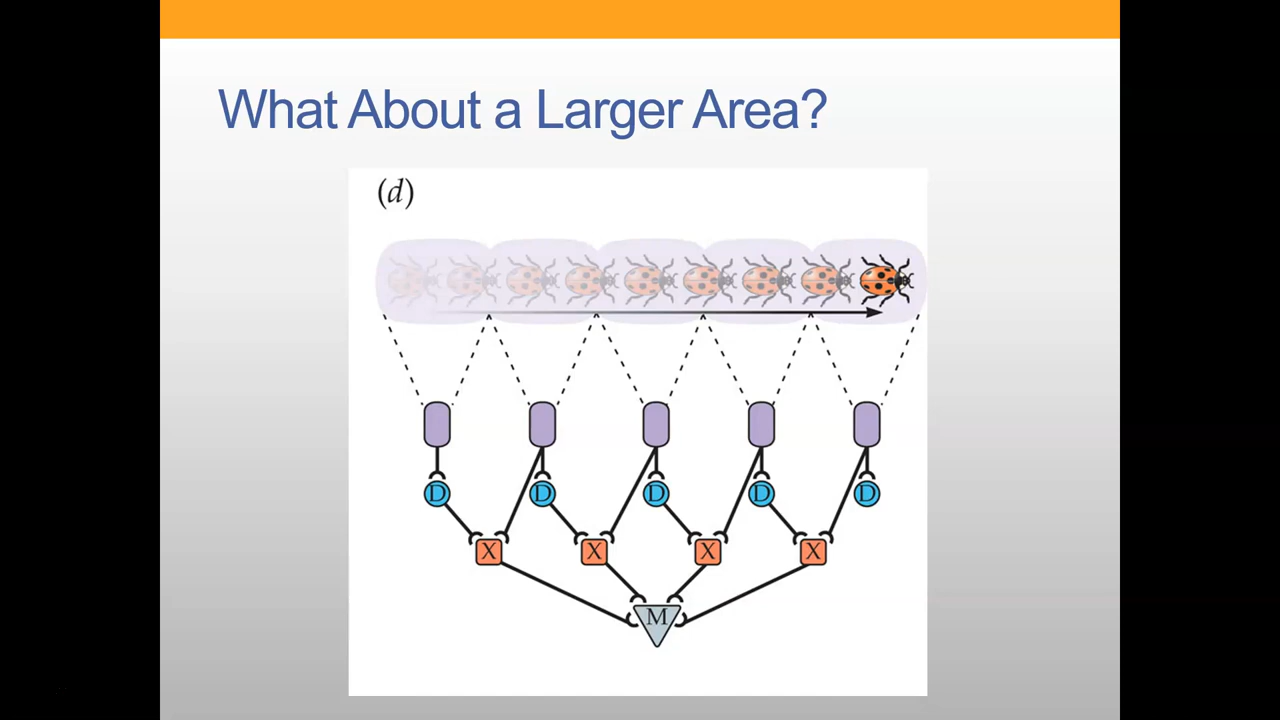 What About a Larger Area?
(d)
D D D D D
X X X X
M